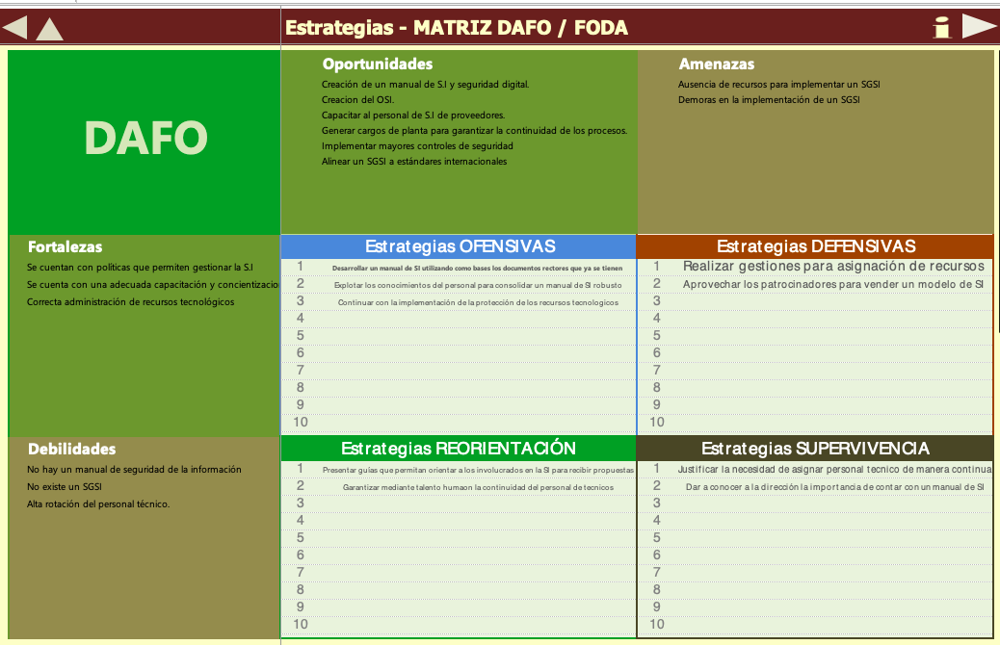 Estrategias - MATRIZ DAFO / FODA
i
DAFO
Oportunidades
Creación de un manual de S.I y seguridad digital.
Creacion del OSI.
Capacitar al personal de S.I de proveedores.
Generar cargos de planta para garantizar la continuidad de los procesos.
Implementar mayores controles de seguridad
Alinear un SGSI a estándares internacionales
Amenazas
Ausencia de recursos para implementar un SGSI
Demoras en la implementación de un SGSI
Fortalezas
Se cuentan con políticas que permiten gestionar la S.I
Se cuenta con una adecuada capacitación y concientizacio
Correcta administración de recursos tecnológicos
Estrategias OFENSIVAS
1 Desarrollar un manual de SI utilizando como bases los documentos rectores que ya se tienen
2 Explotar los conocimientos del personal para consolidar un manual de SI robusto
3 Continuar con la implementación de la protección de los recursos tecnologicos
4
5
6
7
8
9
10
Estrategias DEFENSIVAS
1 Realizar gestiones para asignación de recursos
2 Aprovechar los patrocinadores para vender un modelo de SI
3
4
5
6
7
8
9
10
Debilidades
No hay un manual de seguridad de la información
No existe un SGSI
Alta rotación del personal técnico.
Estrategias REORIENTACIÓN
1 Presentar guías que permitan orientar a los involucrados en la SI para recibir propuestas
2 Garantizar mediante talento humaon la continuidad del personal de tecnicos
3
4
5
6
7
8
9
10
Estrategias SUPERVIVENCIA
1 Justificar la necesidad de asignar personal tecnico de manera continua
2 Dar a conocer a la dirección la importancia de contar con un manual de SI
3
4
5
6
7
8
9
10